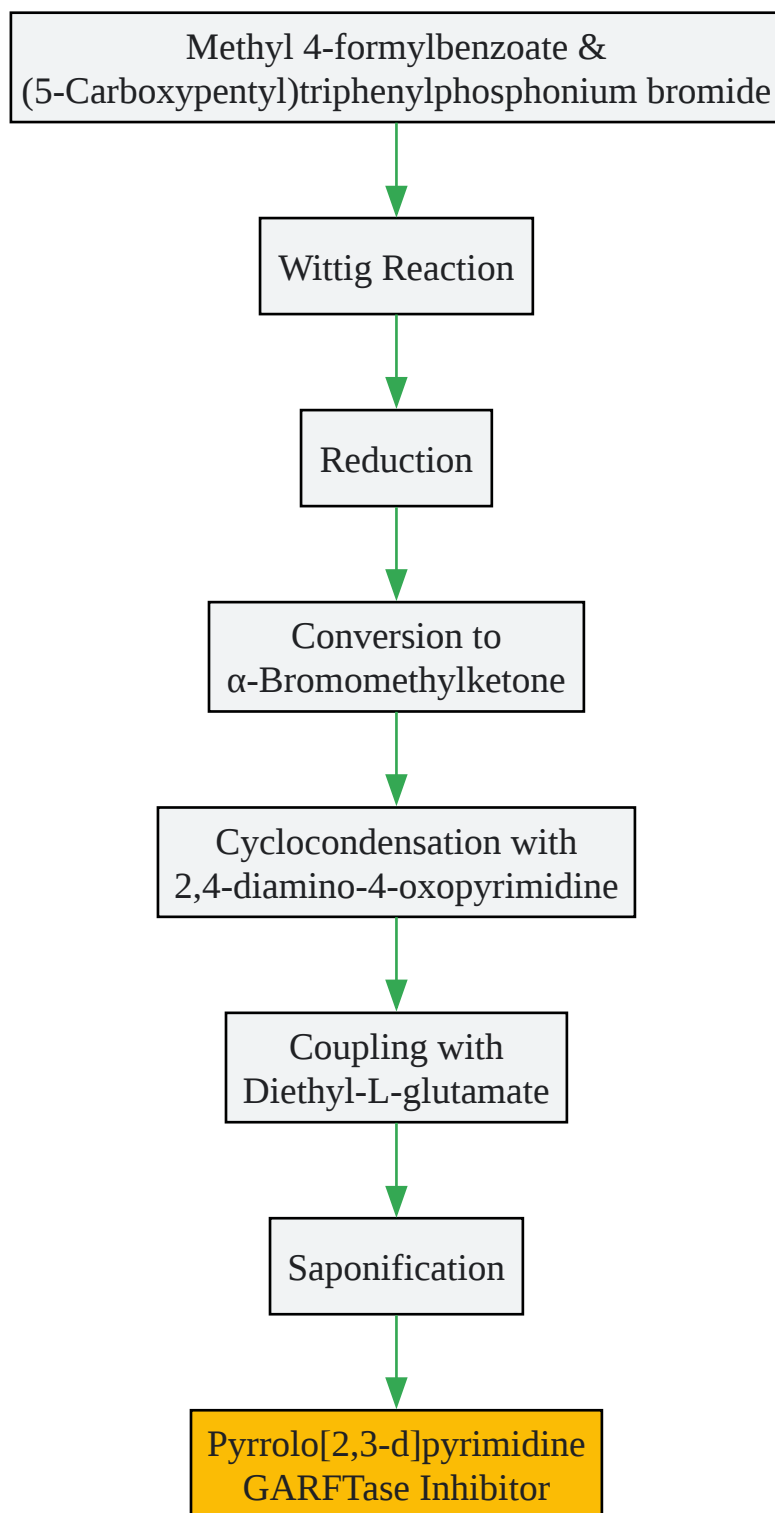 Methyl 4-formylbenzoate &
(5-Carboxypentyl)triphenylphosphonium bromide
Wittig Reaction
Reduction
Conversion to
α-Bromomethylketone
Cyclocondensation with
2,4-diamino-4-oxopyrimidine
Coupling with
Diethyl-L-glutamate
Saponification
Pyrrolo[2,3-d]pyrimidine
GARFTase Inhibitor